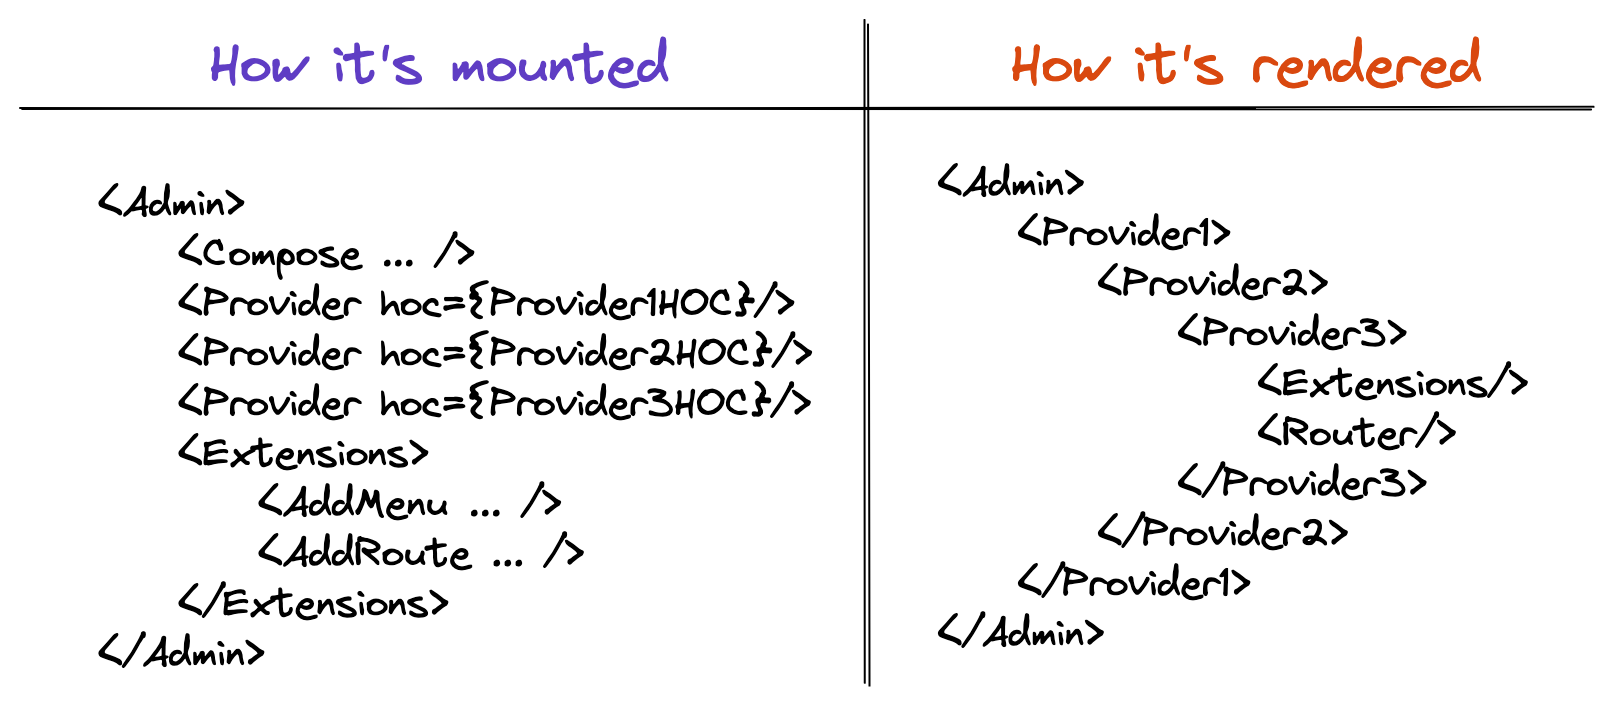 How it's mounted
<Admin>
<Compose ... />
<Provider hoc={Provider1HOC}/>
<Provider hoc={Provider2HOC}/>
<Provider hoc={Provider3HOC}/>
<Extensions>
<AddMenu ... />
<AddRoute ... />
</Extensions>
</Admin>
How it's rendered
<Admin>
<Provider1>
<Provider2>
<Provider3>
<Extensions/>
<Router/>
</Provider3>
</Provider2>
</Provider1>
</Admin>